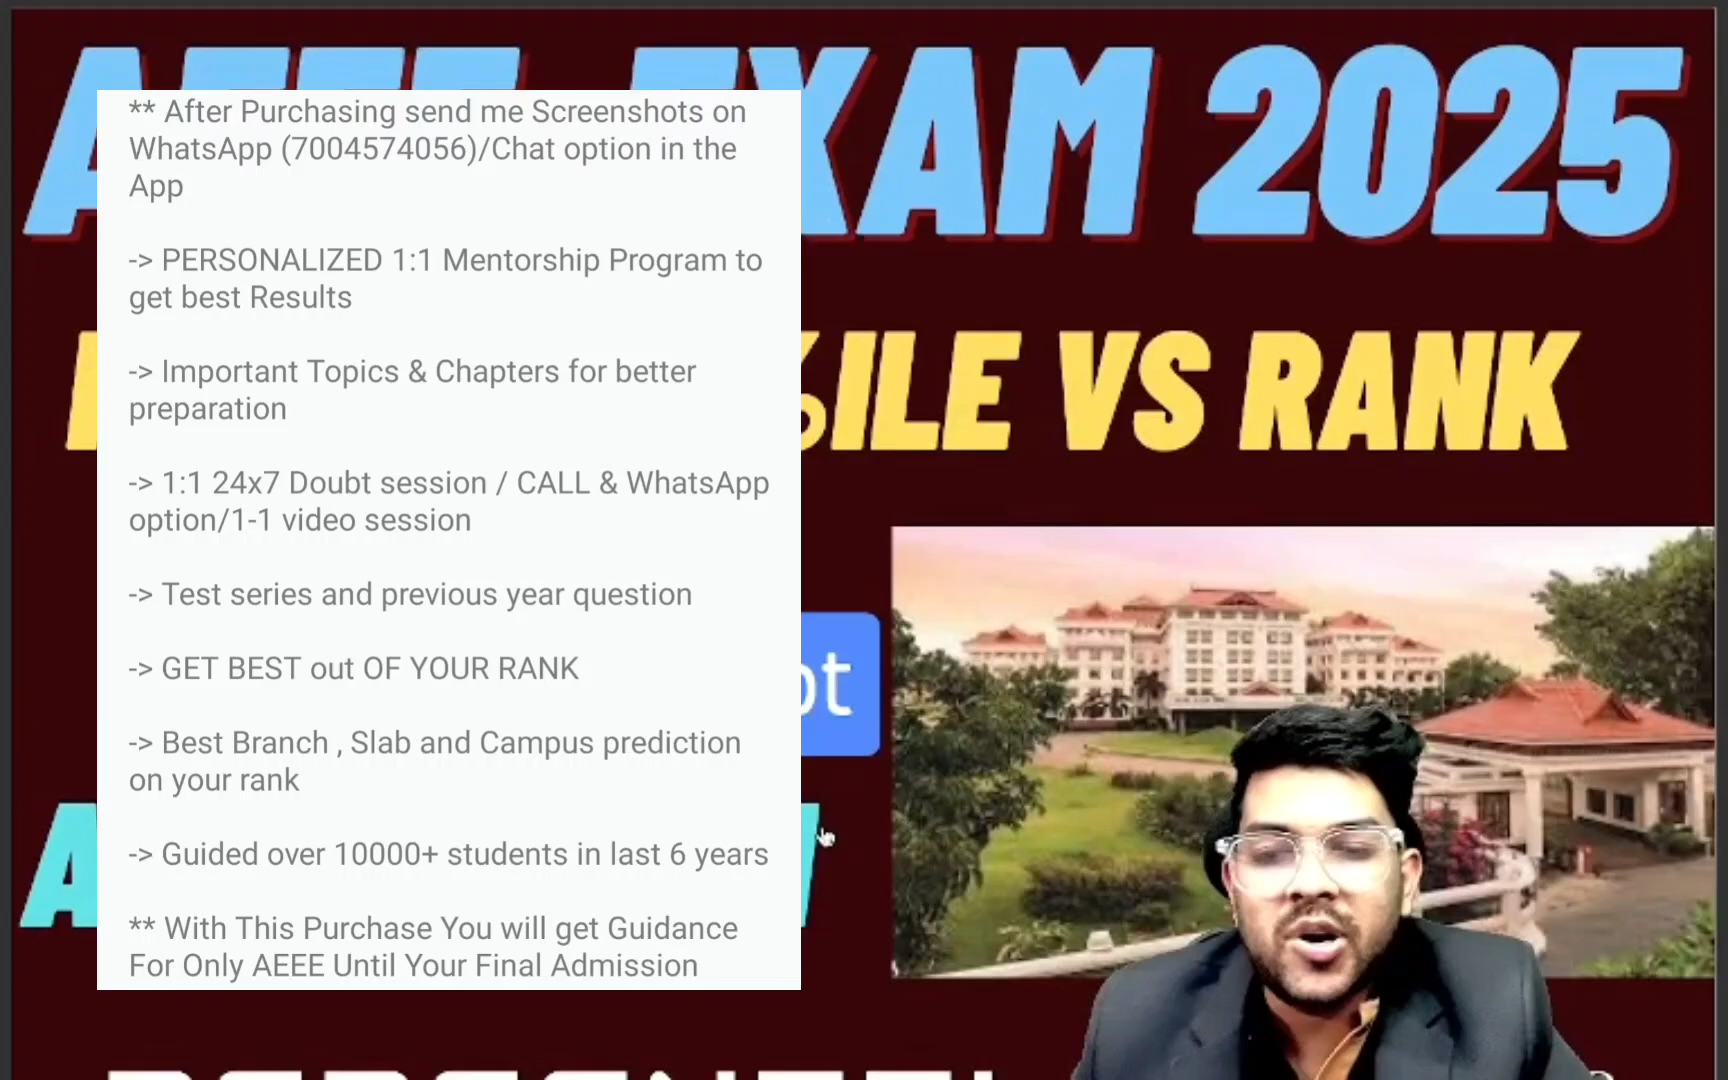 EXAM 2025
** After Purchasing send me Screenshots on
WhatsApp (7004574056)/Chat option in the
App
-> PERSONALIZED 1:1 Mentorship Program to
get best Results
-> Important Topics & Chapters for better
preparation
-> 1:1 24x7 Doubt session / CALL & WhatsApp
option/1-1 video session
-> Test series and previous year question
-> GET BEST out OF YOUR RANK
-> Best Branch , Slab and Campus prediction
on your rank
-> Guided over 10000+ students in last 6 years
** With This Purchase You will get Guidance
For Only AEEE Until Your Final Admission
ILE VS RANK